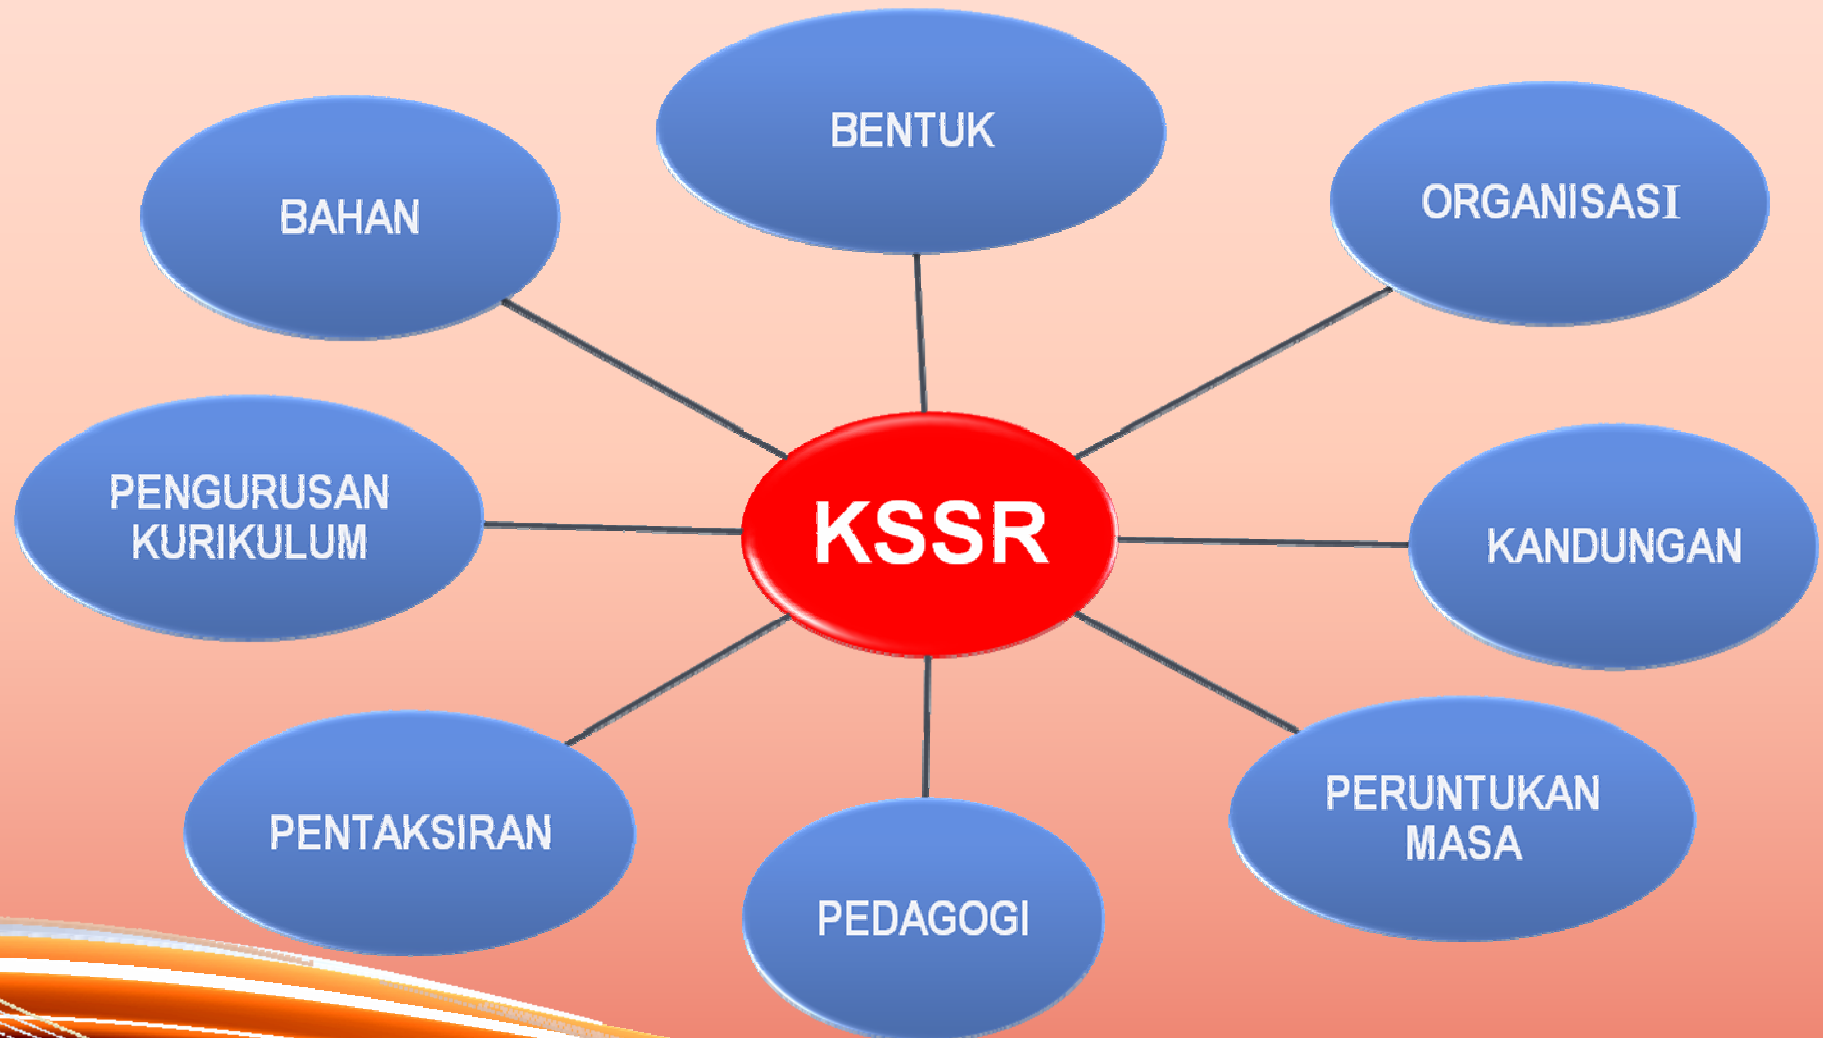 BENTUK
BAHAN
ORGANISASI
PENGURUSAN
KURIKULUM
KSSR
KANDUNGAN
PENTAKSIRAN
PERUNTUKAN
MASA
PEDAGOGI